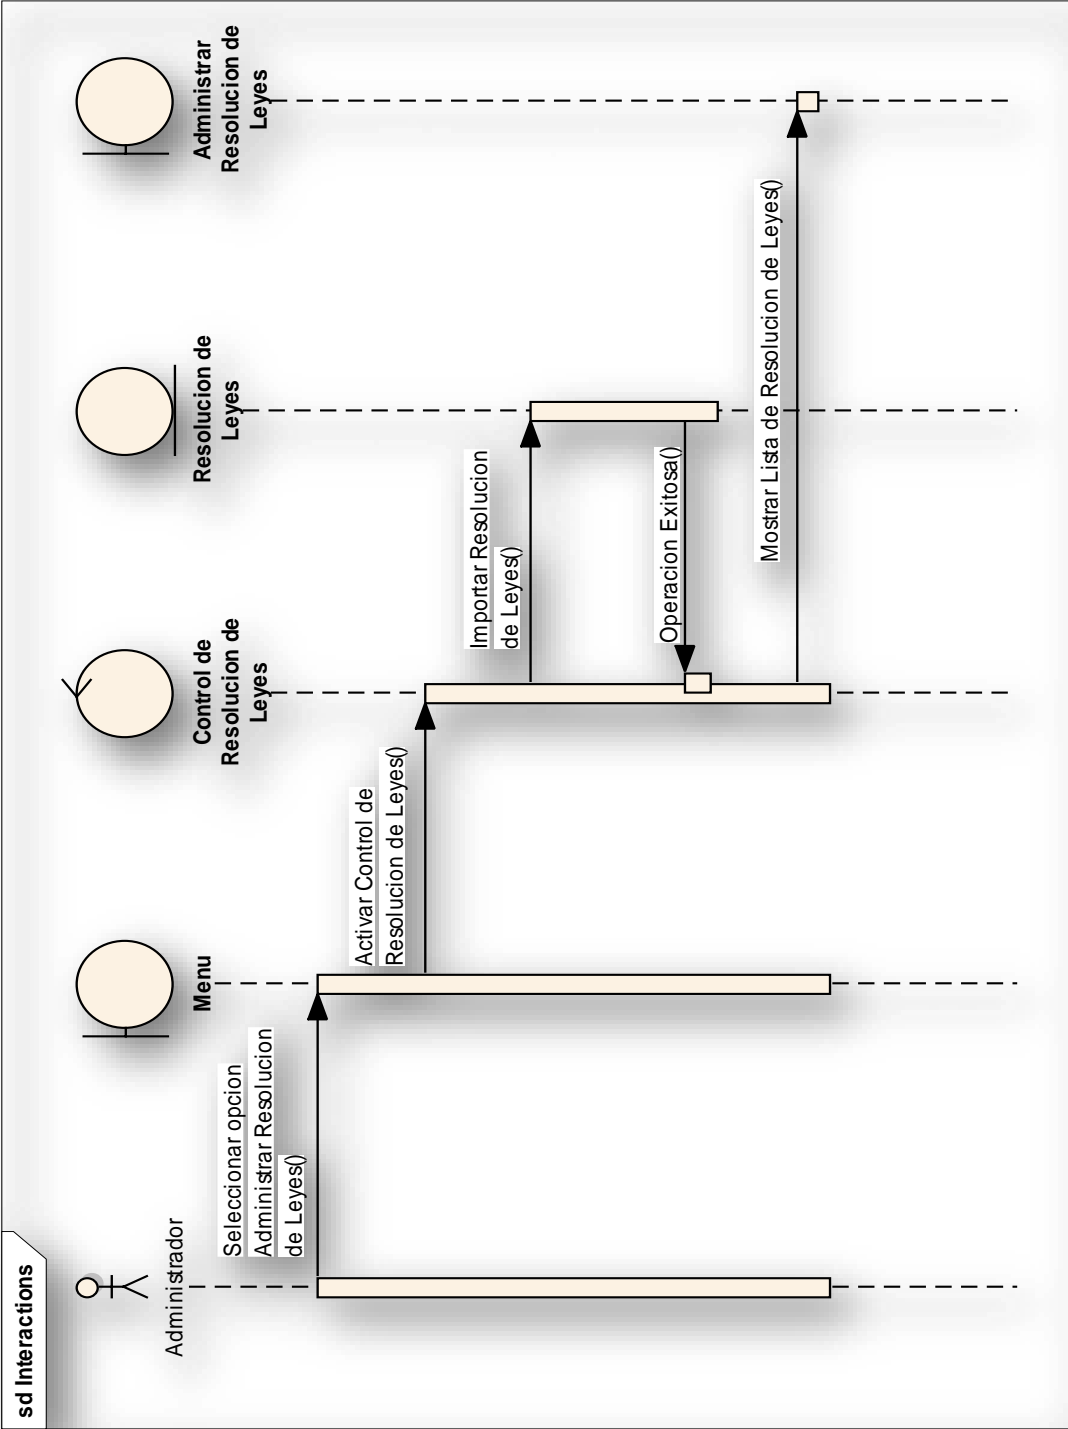 sd Interactions
Administrador
Menu
Control de
Resolucion de
Leyes
Resolucion de
Leyes
Administrar
Resolucion de
Leyes
Seleccionar opcion
Administrar Resolucion
de Leyes()
Activar Control de
Resolucion de Leyes()
Importar Resolucion
de Leyes()
Operacion Exitosa()
Mostrar Lista de Resolucion de Leyes()